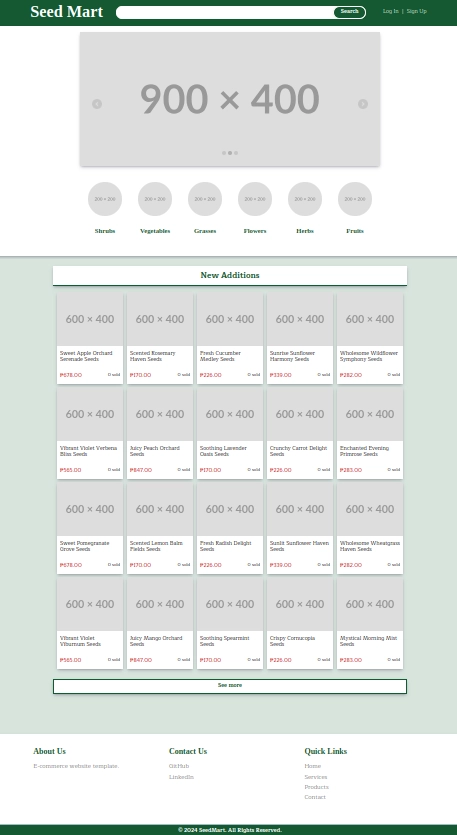 Seed Mart
Search
Log In | Sign Up
900 × 400
200 × 200 200 × 200 200 × 200 200 × 200 200 × 200 200 × 200
Shrubs Vegetables Grasses Flowers Herbs Fruits
New Additions
600 × 400 600 × 400 600 × 400 600 × 400 600 × 400
Sweet Apple Orchard Serenade Seeds
₱678.00 0 sold
Scented Rosemary Haven Seeds
₱170.00 0 sold
Fresh Cucumber Medley Seeds
₱226.00 0 sold
Sunrise Sunflower Harmony Seeds
₱339.00 0 sold
Wholesome Wildflower Symphony Seeds
₱282.00 0 sold
600 × 400 600 × 400 600 × 400 600 × 400 600 × 400
Vibrant Violet Verbena Bliss Seeds
₱565.00 0 sold
Juicy Peach Orchard Seeds
₱847.00 0 sold
Soothing Lavender Oasis Seeds
₱170.00 0 sold
Crunchy Carrot Delight Seeds
₱226.00 0 sold
Enchanted Evening Primrose Seeds
₱283.00 0 sold
600 × 400 600 × 400 600 × 400 600 × 400 600 × 400
Sweet Pomegranate Grove Seeds
₱678.00 0 sold
Scented Lemon Balm Fields Seeds
₱170.00 0 sold
Fresh Radish Delight Seeds
₱226.00 0 sold
Sunlit Sunflower Haven Seeds
₱339.00 0 sold
Wholesome Wheatgrass Haven Seeds
₱282.00 0 sold
600 × 400 600 × 400 600 × 400 600 × 400 600 × 400
Vibrant Violet Viburnum Seeds
₱565.00 0 sold
Juicy Mango Orchard Seeds
₱847.00 0 sold
Soothing Spearmint Seeds
₱170.00 0 sold
Crispy Cornucopia Seeds
₱226.00 0 sold
Mystical Morning Mist Seeds
₱283.00 0 sold
See more
About Us
E-commerce website template.
Contact Us
GitHub
LinkedIn
Quick Links
Home
Services
Products
Contact
© 2024 SeedMart. All Rights Reserved.